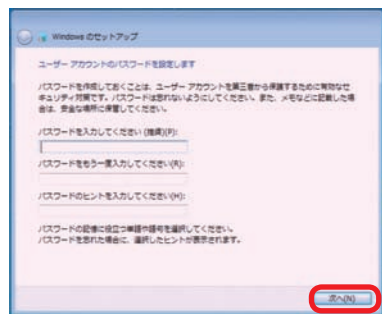 Windows のセットアップ
ユーザー アカウントのパスワードを設定します
パスワードを作成しておくことは、ユーザー アカウントを第三者から保護するために有効なセ
キュリティ対策です。パスワードは忘れないようにしてください。また、メモなどに記載した場
合は、安全な場所に保管してください。
パスワードを入力してください (推奨)(P):
パスワードをもう一度入力してください(R):
パスワードのヒントを入力してください(H):
パスワードの記憶に役立つ単語や語句を選択してください。
パスワードを忘れた場合に、選択したヒントが表示されます。
次へ(N)